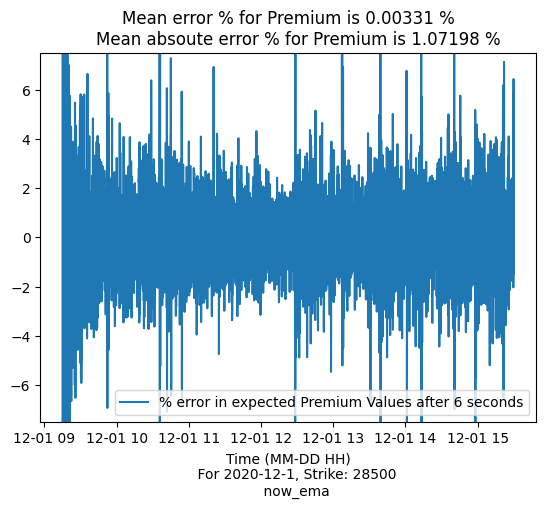 Mean error % for Premium is 0.00331 %
Mean absoute error % for Premium is 1.07198 %
6
4
2
0
−2
−4
−6
% error in expected Premium Values after 6 seconds
12-01 09 12-01 10 12-01 11 12-01 12 12-01 13 12-01 14 12-01 15
Time (MM-DD HH)
For 2020-12-1, Strike: 28500
now_ema